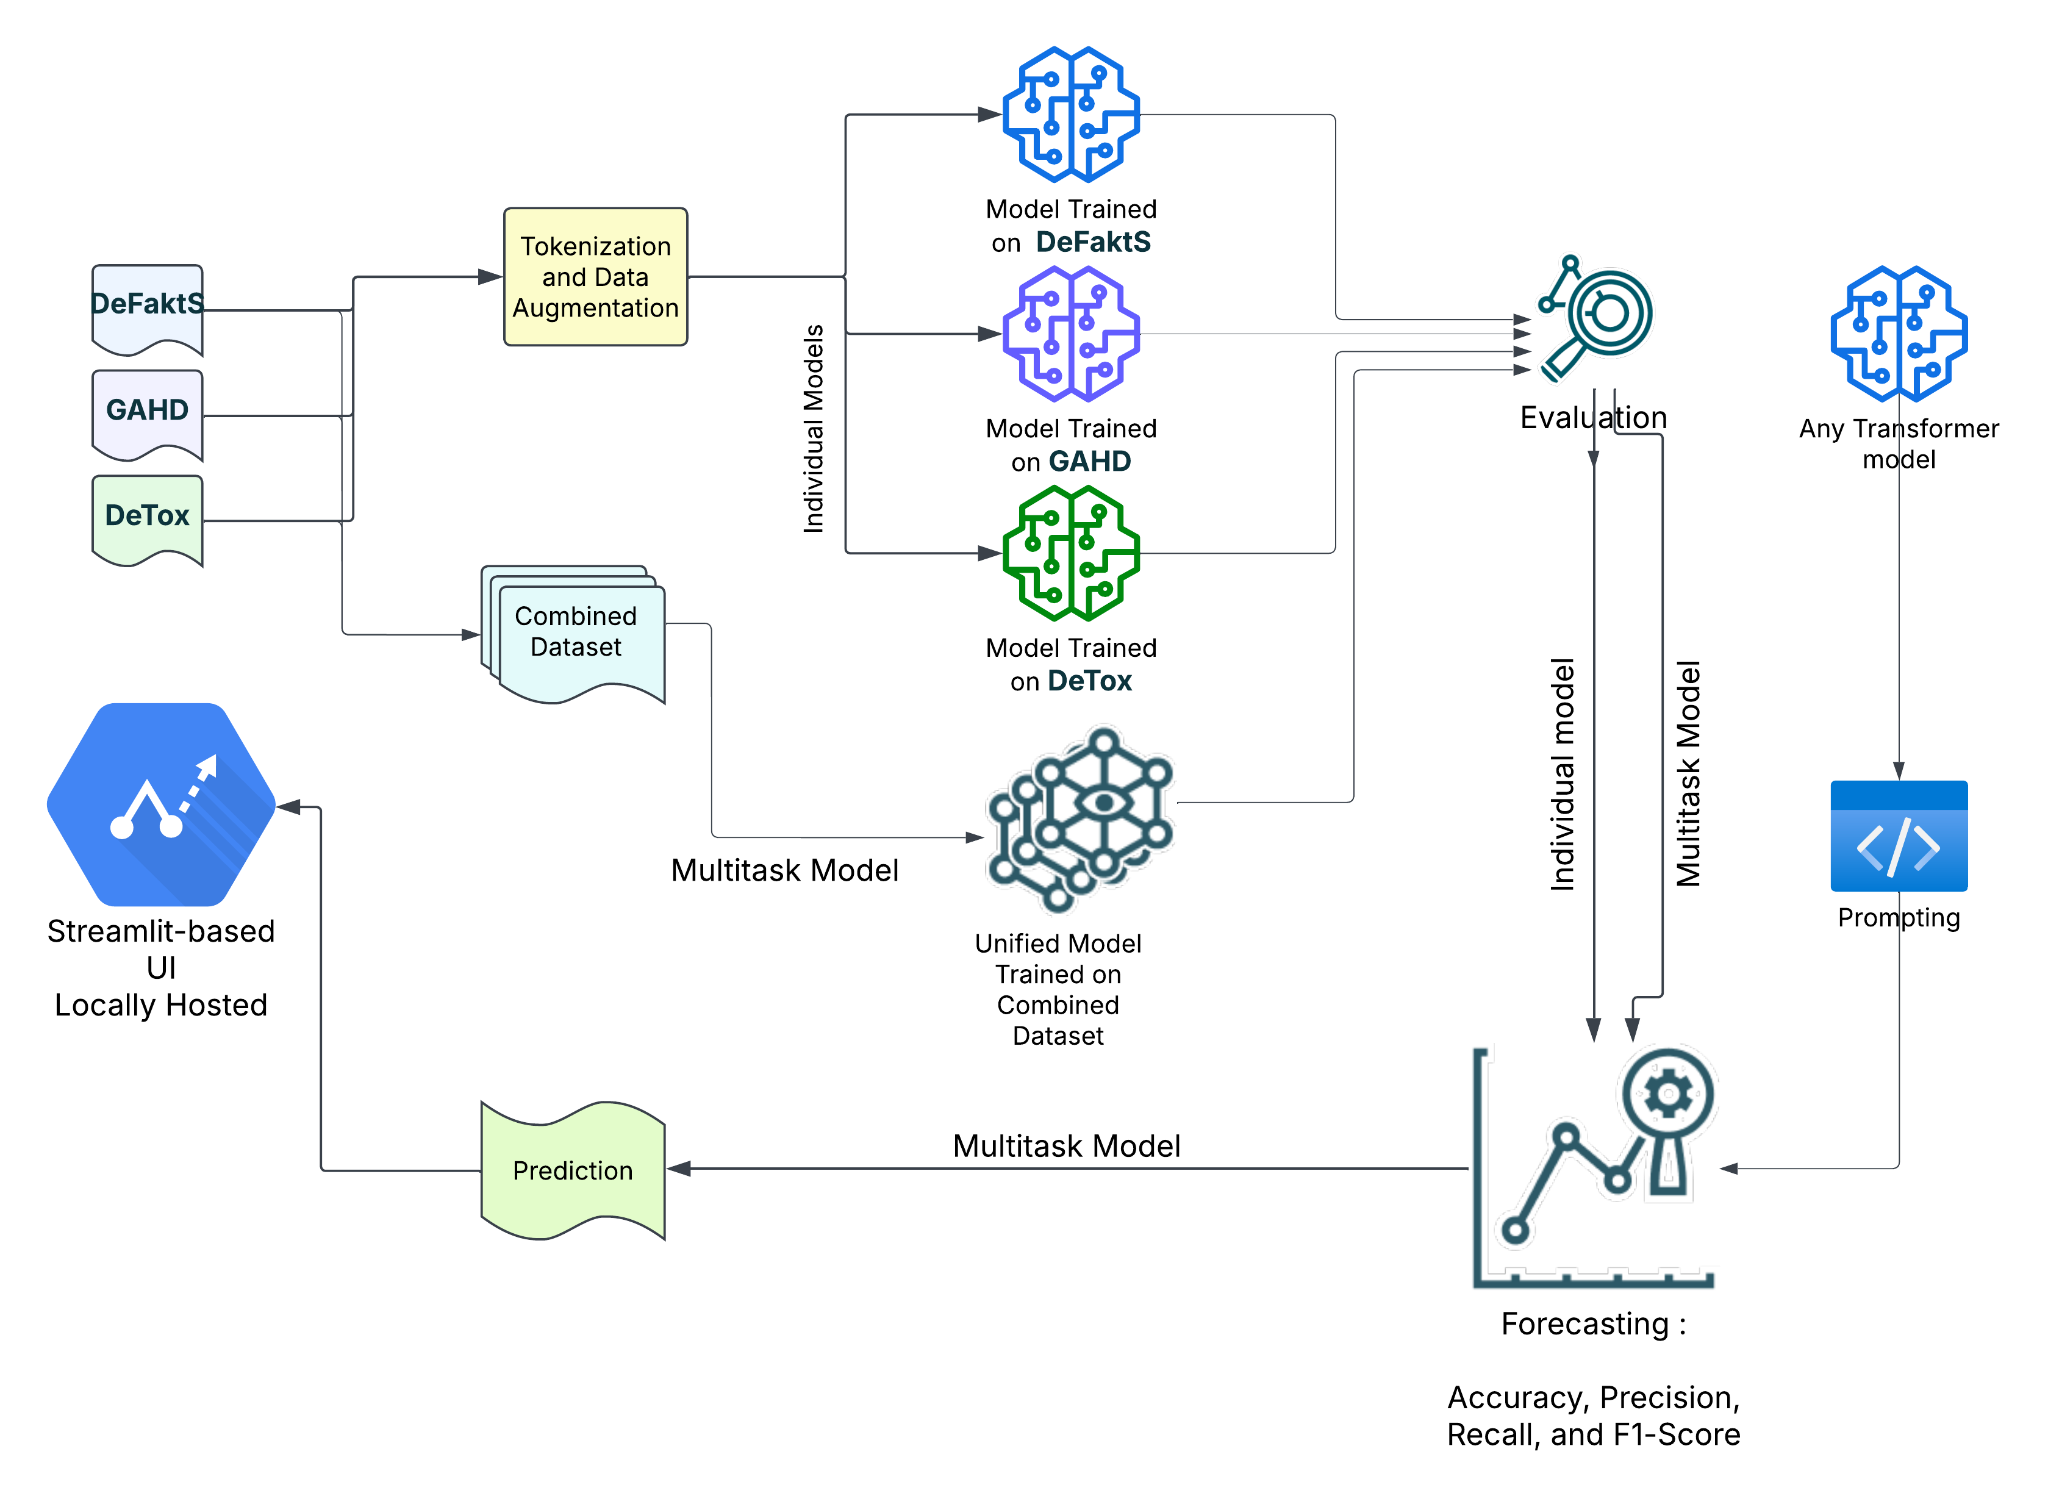 Model Trained
on DeFaktS
Tokenization
and Data
Augmentation
DeFaktS
GAHD
DeTox
Individual Models
Model Trained
on GAHD
Evaluation
Any Transformer
model
Combined
Dataset
Model Trained
on DeTox
Individual model
Multitask Model
Multitask Model
Prompting
Streamlit-based
UI
Locally Hosted
Unified Model
Trained on
Combined
Dataset
Multitask Model
Prediction
Forecasting :
Accuracy, Precision,
Recall, and F1-Score